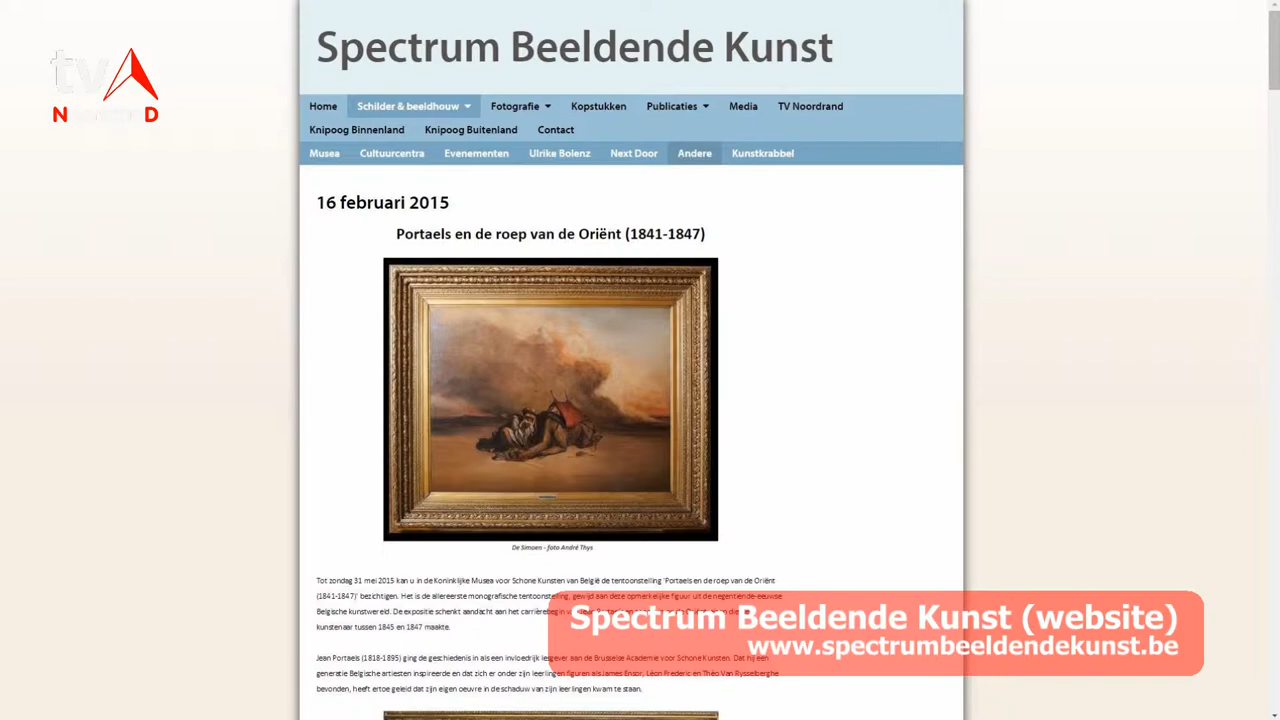 tv
N D
Spectrum Beeldende Kunst
Home Schilder & beeldhouw Fotografie Kopstukken Publicaties Media TV Noordrand
Knipoog Binnenland Knipoog Buitenland Contact
Musea Cultuurcentra Evenementen Ulrike Bolenz Next Door Andere Kunstkrabbel
16 februari 2015
Portaels en de roep van de Oriënt (1841-1847)
De Simoen - foto André Thys
Tot zondag 31 mei 2015 kan u in de Koninklijke Musea voor Schone Kunsten van België de tentoonstelling 'Portaels en de roep van de Oriënt
(1841-1847)' bezichtigen. Het is de allereerste monografische tentoonstelling, gewijd aan deze opmerkelijke figuur uit de negentiende-eeuwse
Belgische kunstwereld. De expositie schenkt aandacht aan het carrièrebegin
kunstenaar tussen 1845 en 1847 maakte.
Jean Portaels (1818-1895) ging de geschiedenis in als een invloedrijk lesgever aan de Brusselse Academie voor Schone Kunsten. Dat hij een
generatie Belgische artiesten inspireerde en dat zich er onder zijn leerlingen figuren als James Ensor, Léon Frederic en Théo Van Rysselberghe
bevonden, heeft ertoe geleid dat zijn eigen oeuvre in de schaduw van zijn leerlingen kwam te staan.
Spectrum Beeldende Kunst (website)
www.spectrumbeeldendekunst.be